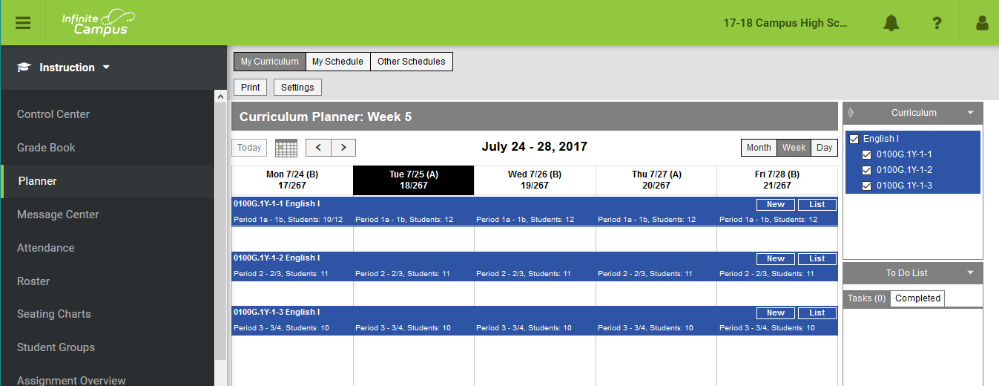 Infinite Campus
17-18 Campus High Sc...
?
Instruction
Control Center
Grade Book
Planner
Message Center
Attendance
Roster
Seating Charts
Student Groups
Assignment Overview
My Curriculum My Schedule Other Schedules
Print Settings
Curriculum Planner: Week 5
Today < > July 24 - 28, 2017 Month Week Day
Mon 7/24 (B) Tue 7/25 (A) Wed 7/26 (B) Thu 7/27 (A) Fri 7/28 (B)
17/267 18/267 19/267 20/267 21/267
0100G.1Y-1-1 English I New List
Period 1a - 1b, Students: 10/12 Period 1a - 1b, Students: 12 Period 1a - 1b, Students: 12 Period 1a - 1b, Students: 12 Period 1a - 1b, Students: 12
0100G.1Y-1-2 English I New List
Period 2 - 2/3, Students: 11 Period 2 - 2/3, Students: 11 Period 2 - 2/3, Students: 11 Period 2 - 2/3, Students: 11 Period 2 - 2/3, Students: 11
0100G.1Y-1-3 English I New List
Period 3 - 3/4, Students: 10 Period 3 - 3/4, Students: 10 Period 3 - 3/4, Students: 10 Period 3 - 3/4, Students: 10 Period 3 - 3/4, Students: 10
Curriculum
English I
0100G.1Y-1-1
0100G.1Y-1-2
0100G.1Y-1-3
To Do List
Tasks (0) Completed